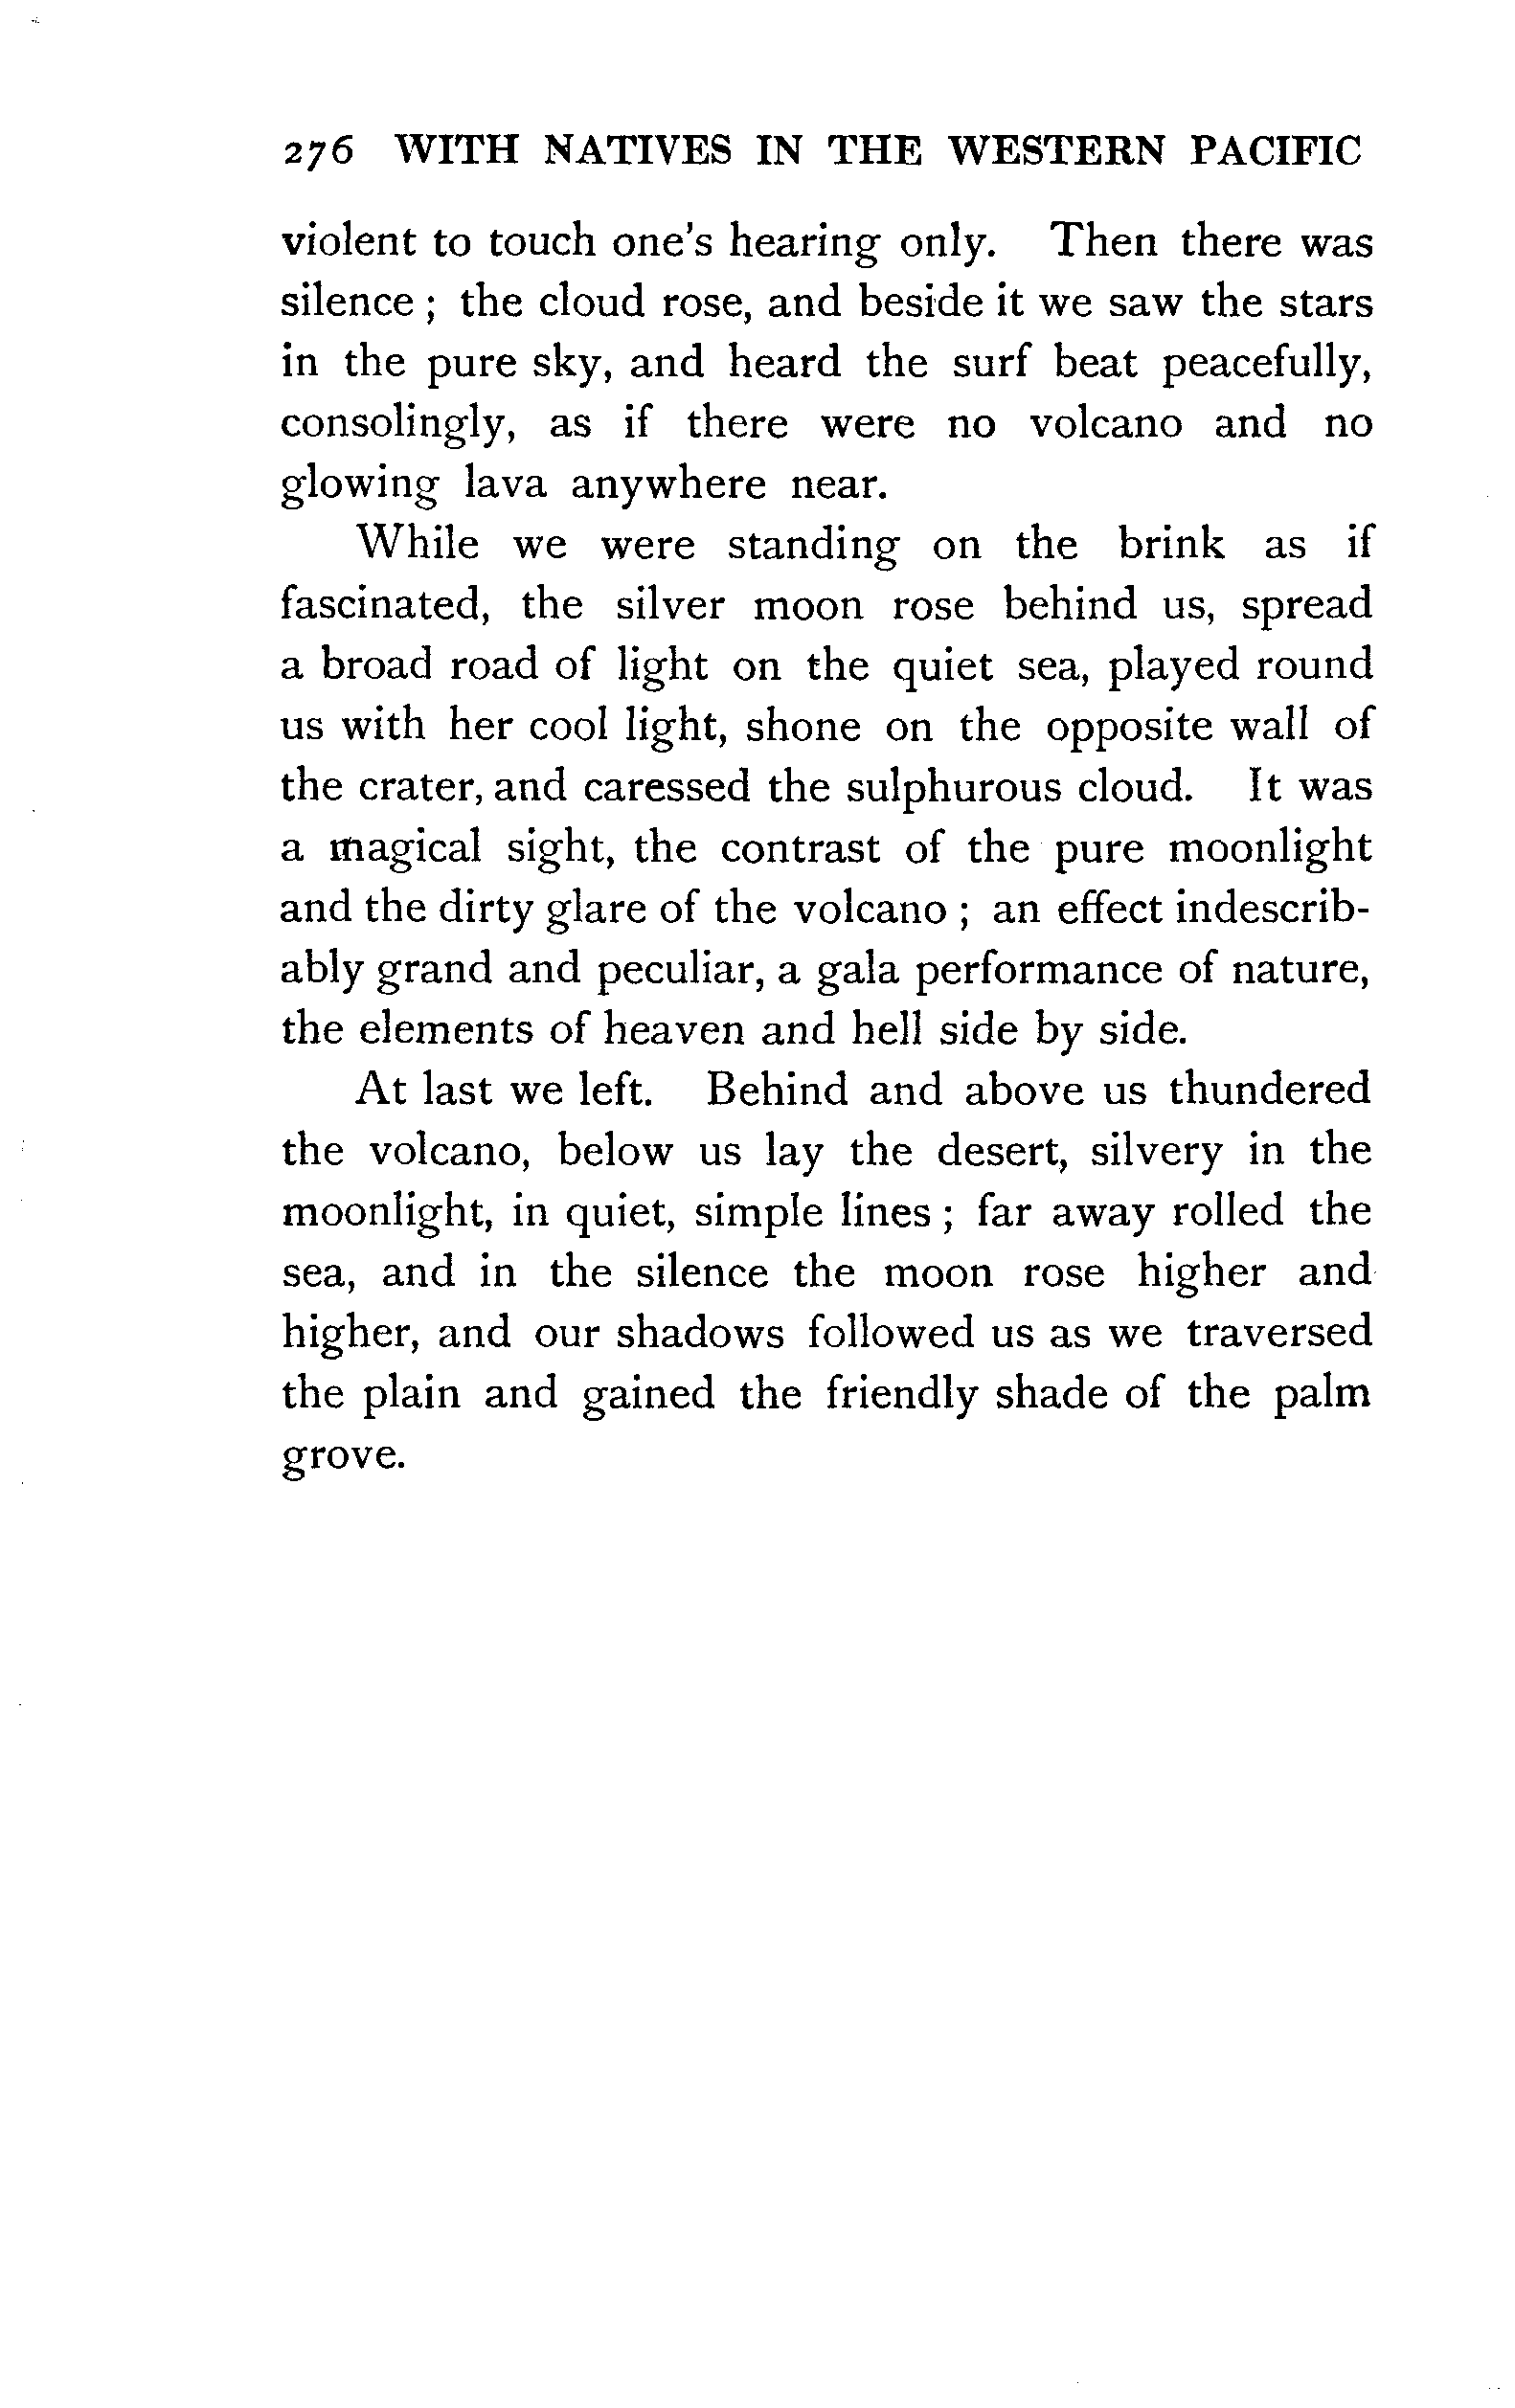 276 WITH NATIVES IN THE WESTERN PACIFIC
violent to touch one's hearing only. Then there was
silence ; the cloud rose, and beside it we saw the stars
in the pure sky, and heard the surf beat peacefully,
consolingly, as if there were no volcano and no
glowing lava anywhere near.
While we were standing on the brink as if
fascinated, the silver moon rose behind us, spread
a broad road of light on the quiet sea, played round
us with her cool light, shone on the opposite wall of
the crater, and caressed the sulphurous cloud. It was
a magical sight, the contrast of the pure moonlight
and the dirty glare of the volcano ; an effect indescrib-
ably grand and peculiar, a gala performance of nature,
the elements of heaven and hell side by side.
At last we left. Behind and above us thundered
the volcano, below us lay the desert, silvery in the
moonlight, in quiet, simple lines ; far away rolled the
sea, and in the silence the moon rose higher and
higher, and our shadows followed us as we traversed
the plain and gained the friendly shade of the palm
grove.